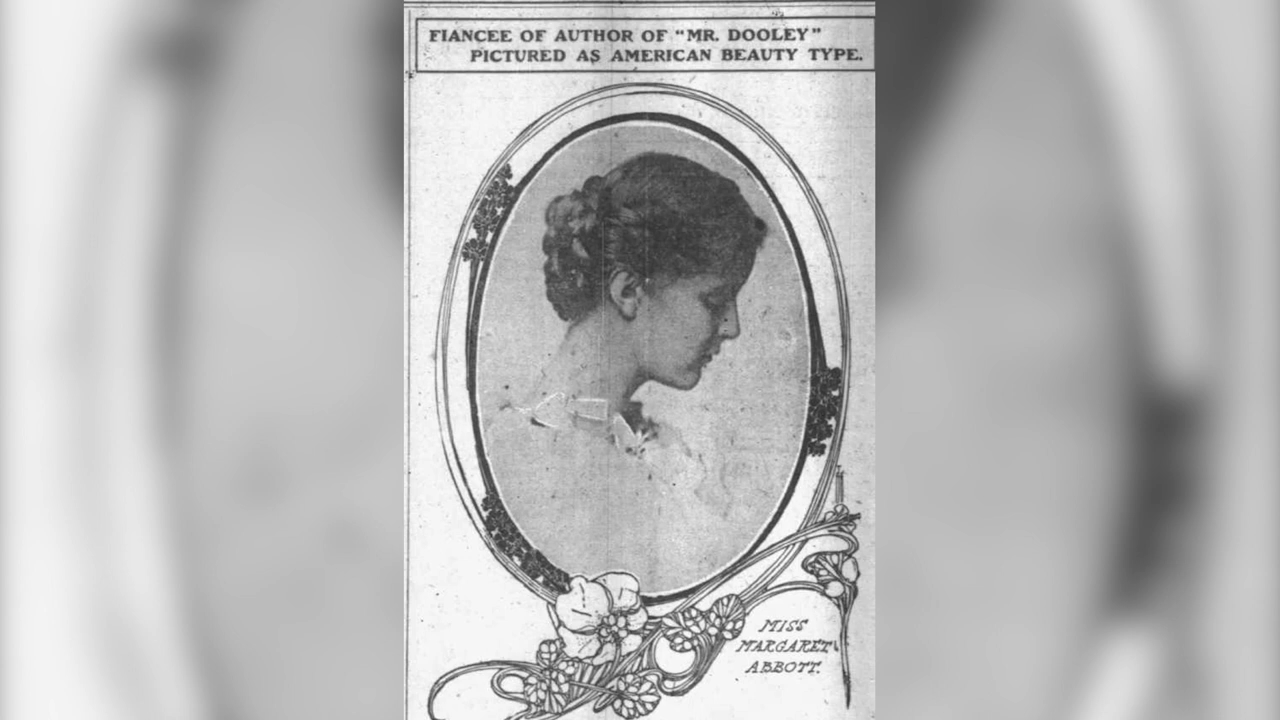 FIANCEE OF AUTHOR OF "MR. DOOLEY"
PICTURED AS AMERICAN BEAUTY TYPE.
MISS
MARGARET
ABBOTT.